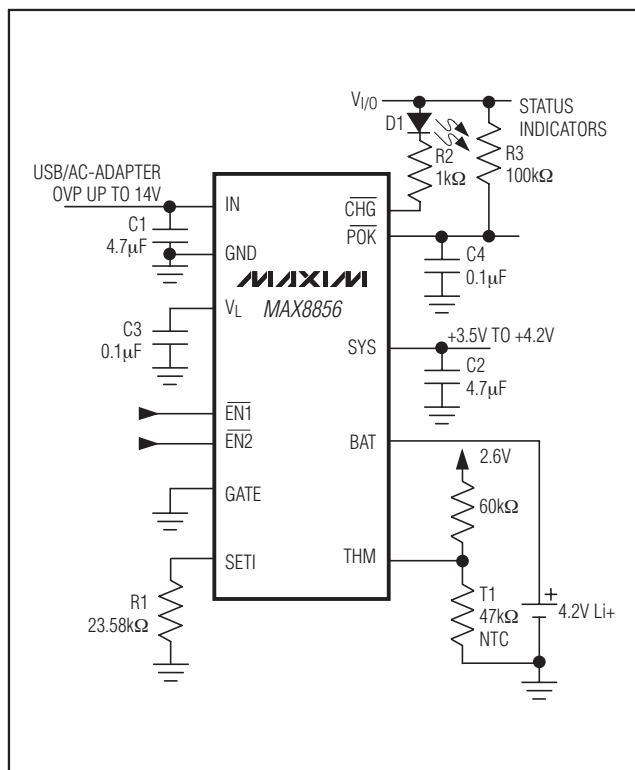 V_I/O
STATUS
INDICATORS
D1
R2
1kΩ
R3
100kΩ
USB/AC-ADAPTER
OVP UP TO 14V
IN
C1
4.7μF
GND
CHG
POK
C4
0.1μF
MAXIM
MAX8856
V_L
C3
0.1μF
SYS
+3.5V TO +4.2V
C2
4.7μF
EN1
EN2
BAT
2.6V
60kΩ
GATE
THM
SETI
R1
23.58kΩ
T1
47kΩ
NTC
+
4.2V Li+